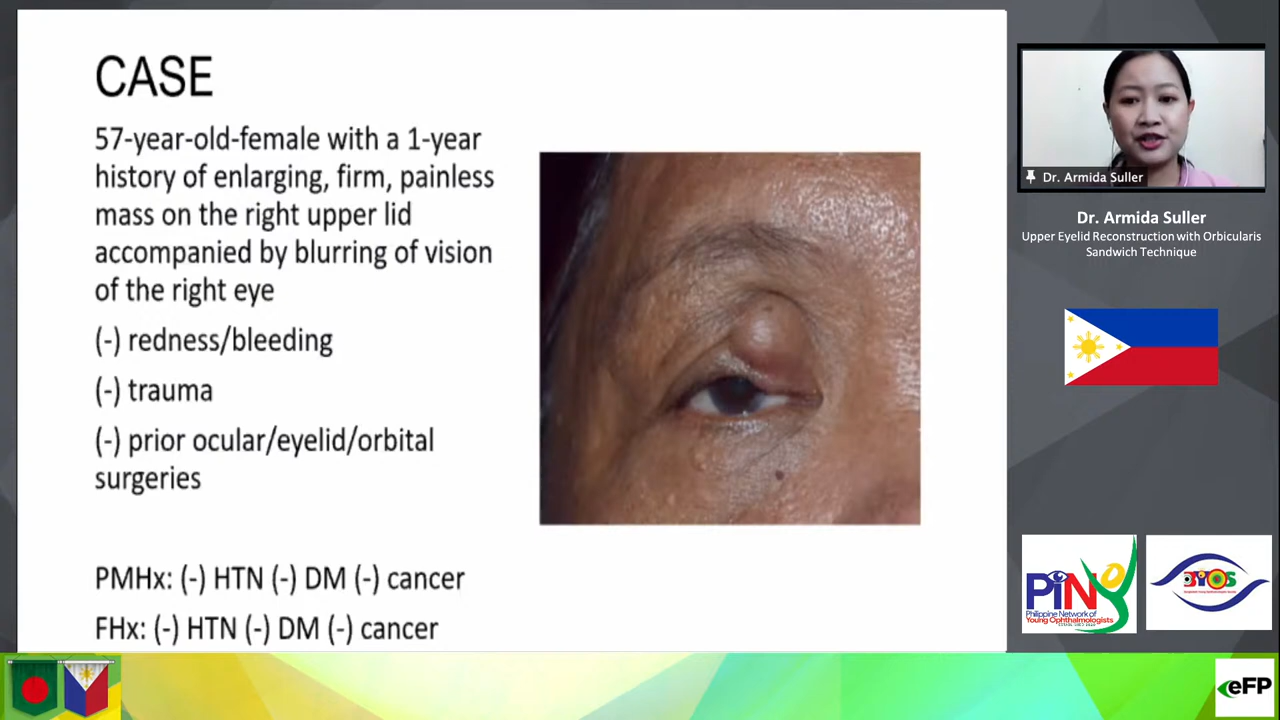 CASE
57-year-old-female with a 1-year
history of enlarging, firm, painless
mass on the right upper lid
accompanied by blurring of vision
of the right eye
(-) redness/bleeding
(-) trauma
(-) prior ocular/eyelid/orbital
surgeries
PMHx: (-) HTN (-) DM (-) cancer
FHx: (-) HTN (-) DM (-) cancer
Dr. Armida Suller
Dr. Armida Suller
Upper Eyelid Reconstruction with Orbicularis
Sandwich Technique
PiNOY
Philippine Network of
Young Ophthalmologists
BYOS
eFP